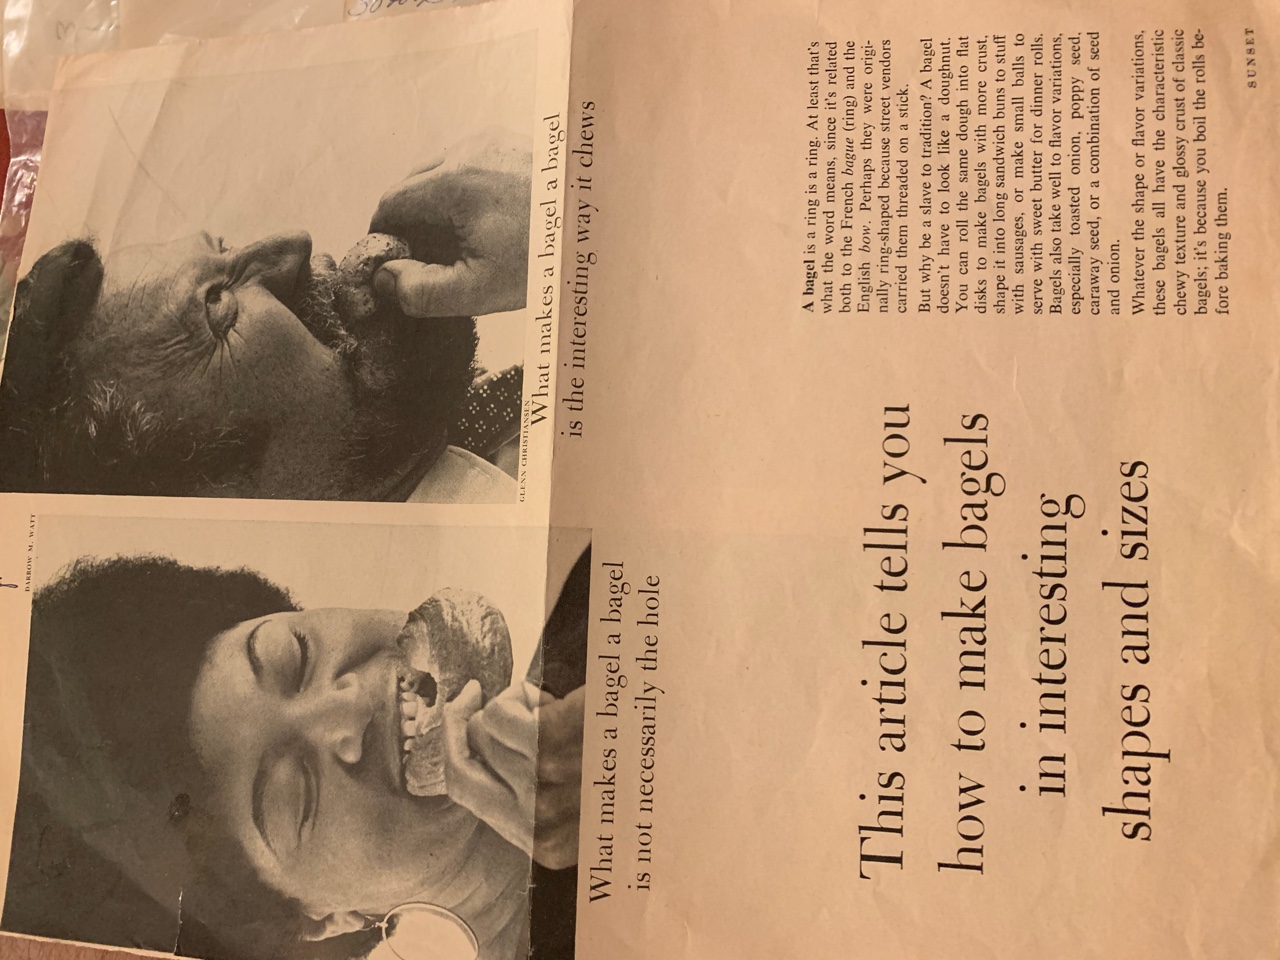 DARROW M. WATT
What makes a bagel a bagel
is not necessarily the hole
GLENN CHRISTIANSEN
What makes a bagel a bagel
is the interesting way it chews
This article tells you
how to make bagels
in interesting
shapes and sizes
A bagel is a ring is a ring. At least that's
what the word means, since it's related
both to the French bague (ring) and the
English bow. Perhaps they were origi-
nally ring-shaped because street vendors
carried them threaded on a stick.
But why be a slave to tradition? A bagel
doesn't have to look like a doughnut.
You can roll the same dough into flat
disks to make bagels with more crust,
shape it into long sandwich buns to stuff
with sausages, or make small balls to
serve with sweet butter for dinner rolls.
Bagels also take well to flavor variations,
especially toasted onion, poppy seed,
caraway seed, or a combination of seed
and onion.
Whatever the shape or flavor variations,
these bagels all have the characteristic
chewy texture and glossy crust of classic
bagels; it's because you boil the rolls be-
fore baking them.
SUNSET